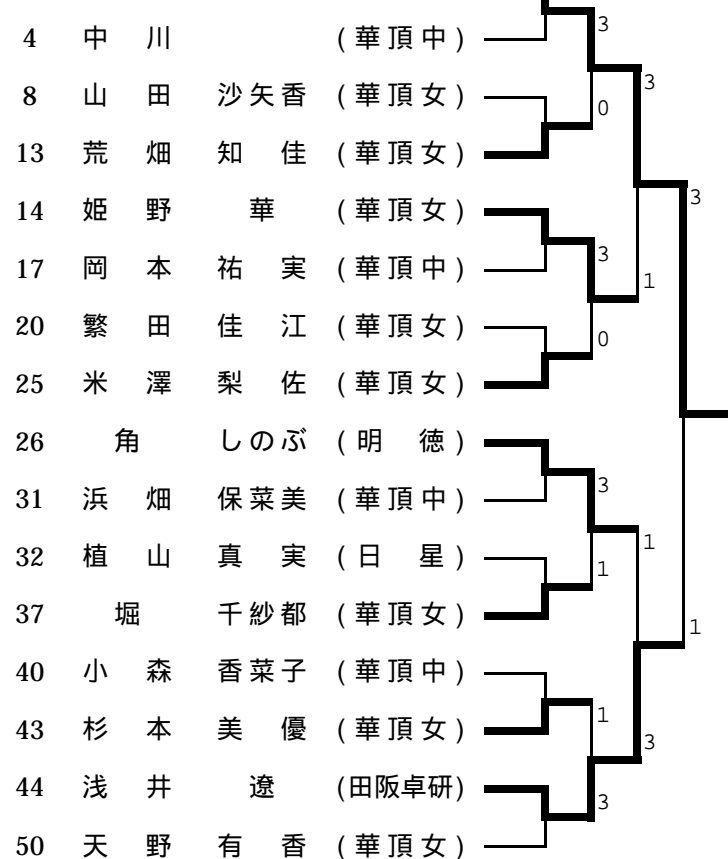 4 中川 (華頂中)
8 山田 沙矢香 (華頂女)
13 荒畑 知佳 (華頂女)
14 姫野 華 (華頂女)
17 岡本 祐実 (華頂中)
20 繁田 佳江 (華頂女)
25 米澤 梨佐 (華頂女)
26 角 しのぶ (明徳)
31 浜畑 保菜美 (華頂中)
32 植山 真実 (日星)
37 堀 千紗都 (華頂女)
40 小森 香菜子 (華頂中)
43 杉本 美優 (華頂女)
44 浅井 遼 (田阪卓研)
50 天野 有香 (華頂女)
3
0
3
3
0
1
3
3
1
1
1
3
3
1